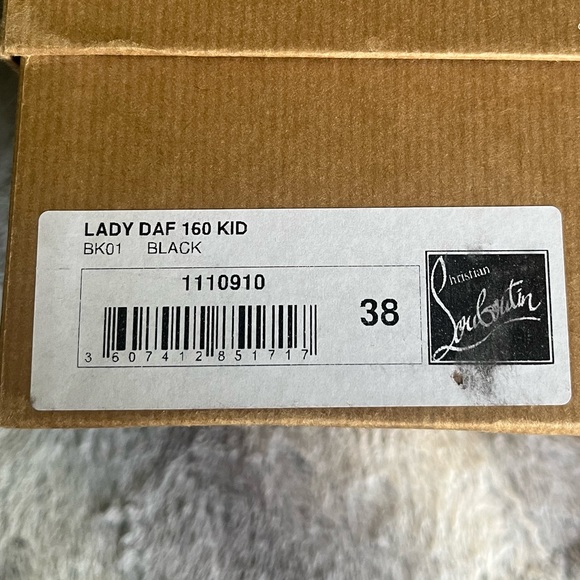 LADY DAF 160 KID
BK01 BLACK
1110910
38
3 607412 851717
Christian
Louboutin